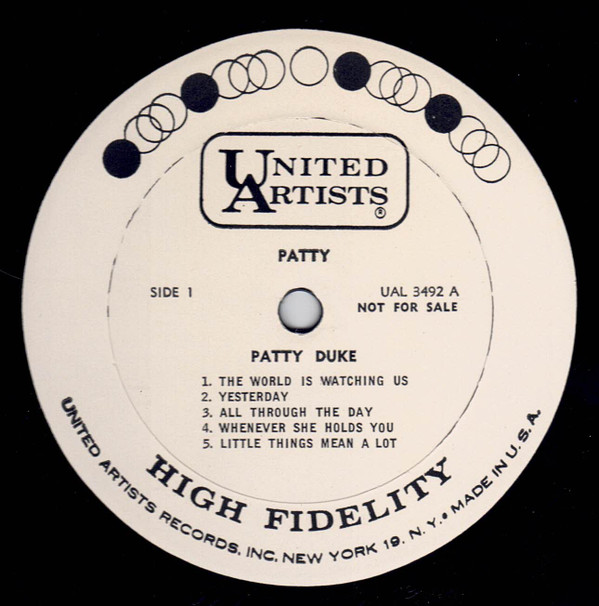 UNITED
ARTISTS®
PATTY
SIDE 1
UAL 3492 A
NOT FOR SALE
PATTY DUKE
1. THE WORLD IS WATCHING US
2. YESTERDAY
3. ALL THROUGH THE DAY
4. WHENEVER SHE HOLDS YOU
5. LITTLE THINGS MEAN A LOT
HIGH FIDELITY
UNITED ARTISTS RECORDS, INC. NEW YORK 19, N. Y. • MADE IN U. S. A.